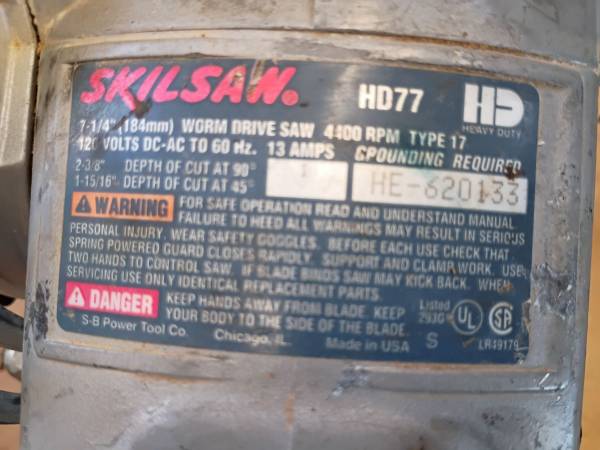 SKILSAW. HD77 HD
HEAVY DUTY
7-1/4" (184mm) WORM DRIVE SAW 4400 RPM TYPE 17
120 VOLTS DC-AC TO 60 Hz. 13 AMPS GROUNDING REQUIRED
2-3/8" DEPTH OF CUT AT 90°
1-15/16" DEPTH OF CUT AT 45°
HE-620133
WARNING FOR SAFE OPERATION READ AND UNDERSTAND MANUAL
FAILURE TO HEED ALL WARNINGS MAY RESULT IN SERIOUS
PERSONAL INJURY. WEAR SAFETY GOGGLES. BEFORE EACH USE CHECK THAT
SPRING POWERED GUARD CLOSES RAPIDLY. SUPPORT AND CLAMP WORK. USE
TWO HANDS TO CONTROL SAW. IF BLADE BINDS SAW MAY KICK BACK. WHEN
SERVICING USE ONLY IDENTICAL REPLACEMENT PARTS.
DANGER KEEP HANDS AWAY FROM BLADE. KEEP
YOUR BODY TO THE SIDE OF THE BLADE.
Listed
293G UL SA
S-B Power Tool Co. Chicago, IL. Made in USA S LR49179